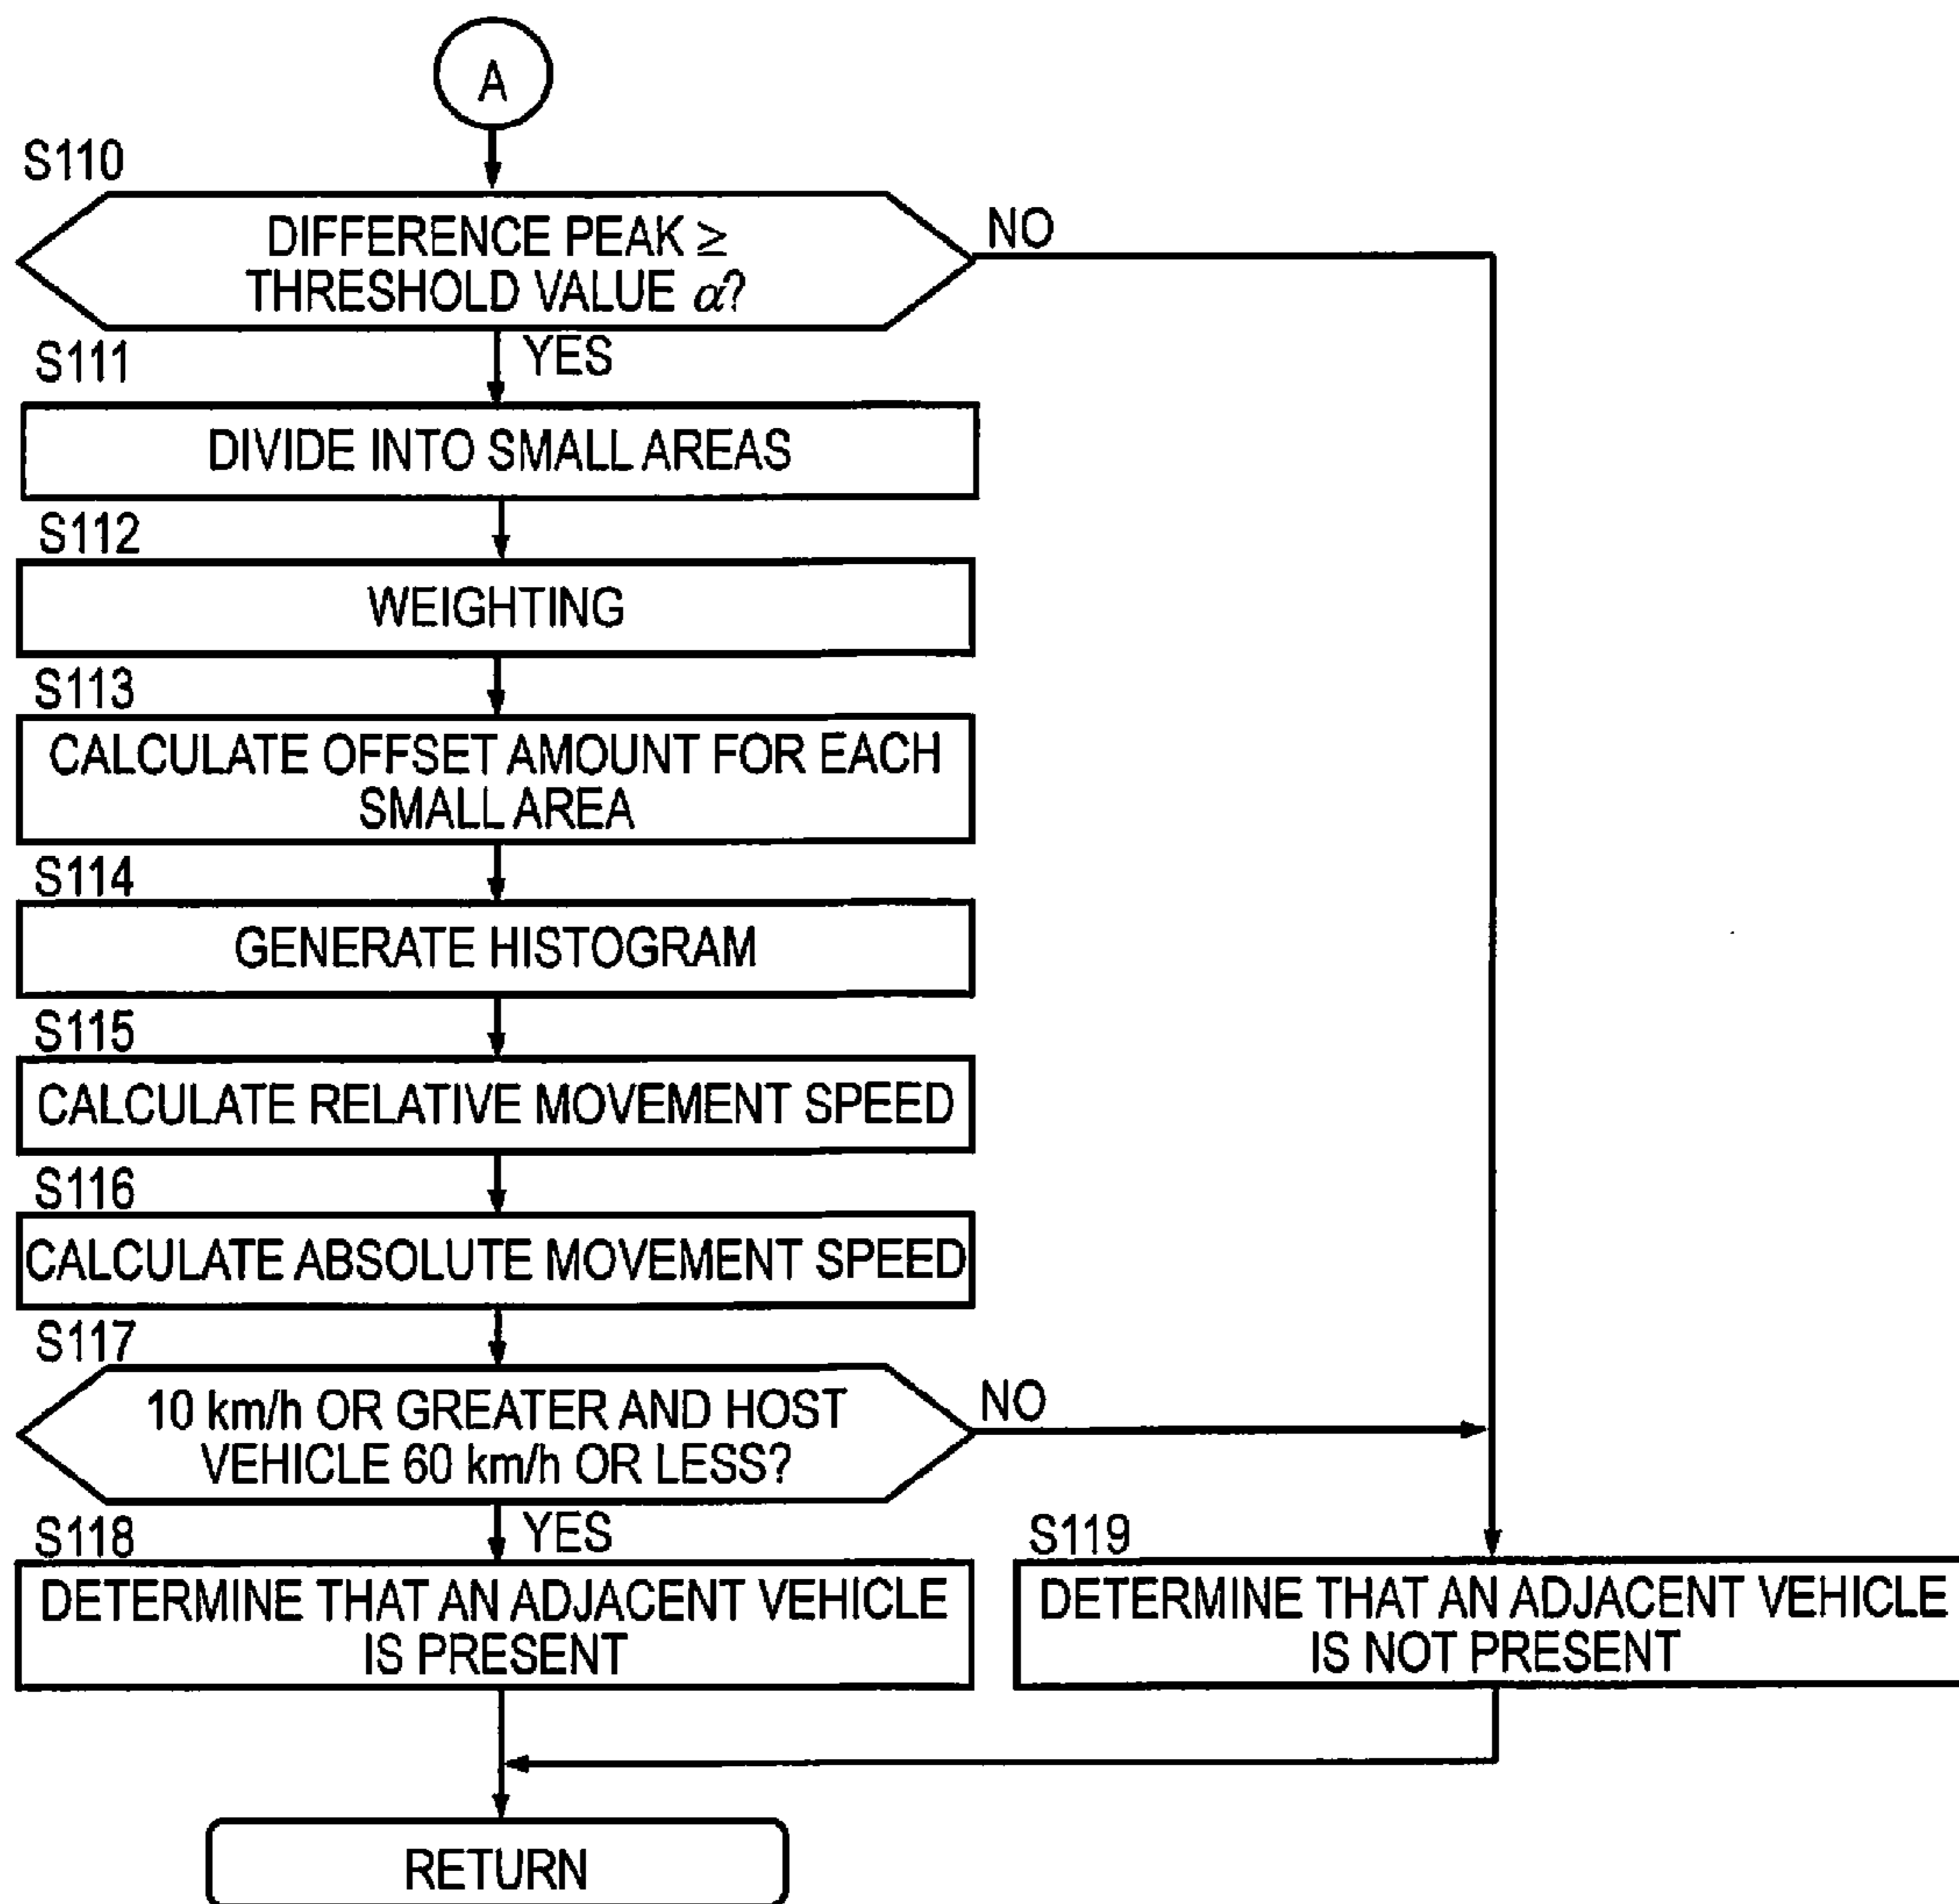 A
S110
DIFFERENCE PEAK ≥
THRESHOLD VALUE α?
NO
S111
YES
DIVIDE INTO SMALL AREAS
S112
WEIGHTING
S113
CALCULATE OFFSET AMOUNT FOR EACH
SMALL AREA
S114
GENERATE HISTOGRAM
S115
CALCULATE RELATIVE MOVEMENT SPEED
S116
CALCULATE ABSOLUTE MOVEMENT SPEED
S117
10 km/h OR GREATER AND HOST
VEHICLE 60 km/h OR LESS?
NO
S118
YES
DETERMINE THAT AN ADJACENT VEHICLE
IS PRESENT
S119
DETERMINE THAT AN ADJACENT VEHICLE
IS NOT PRESENT
RETURN